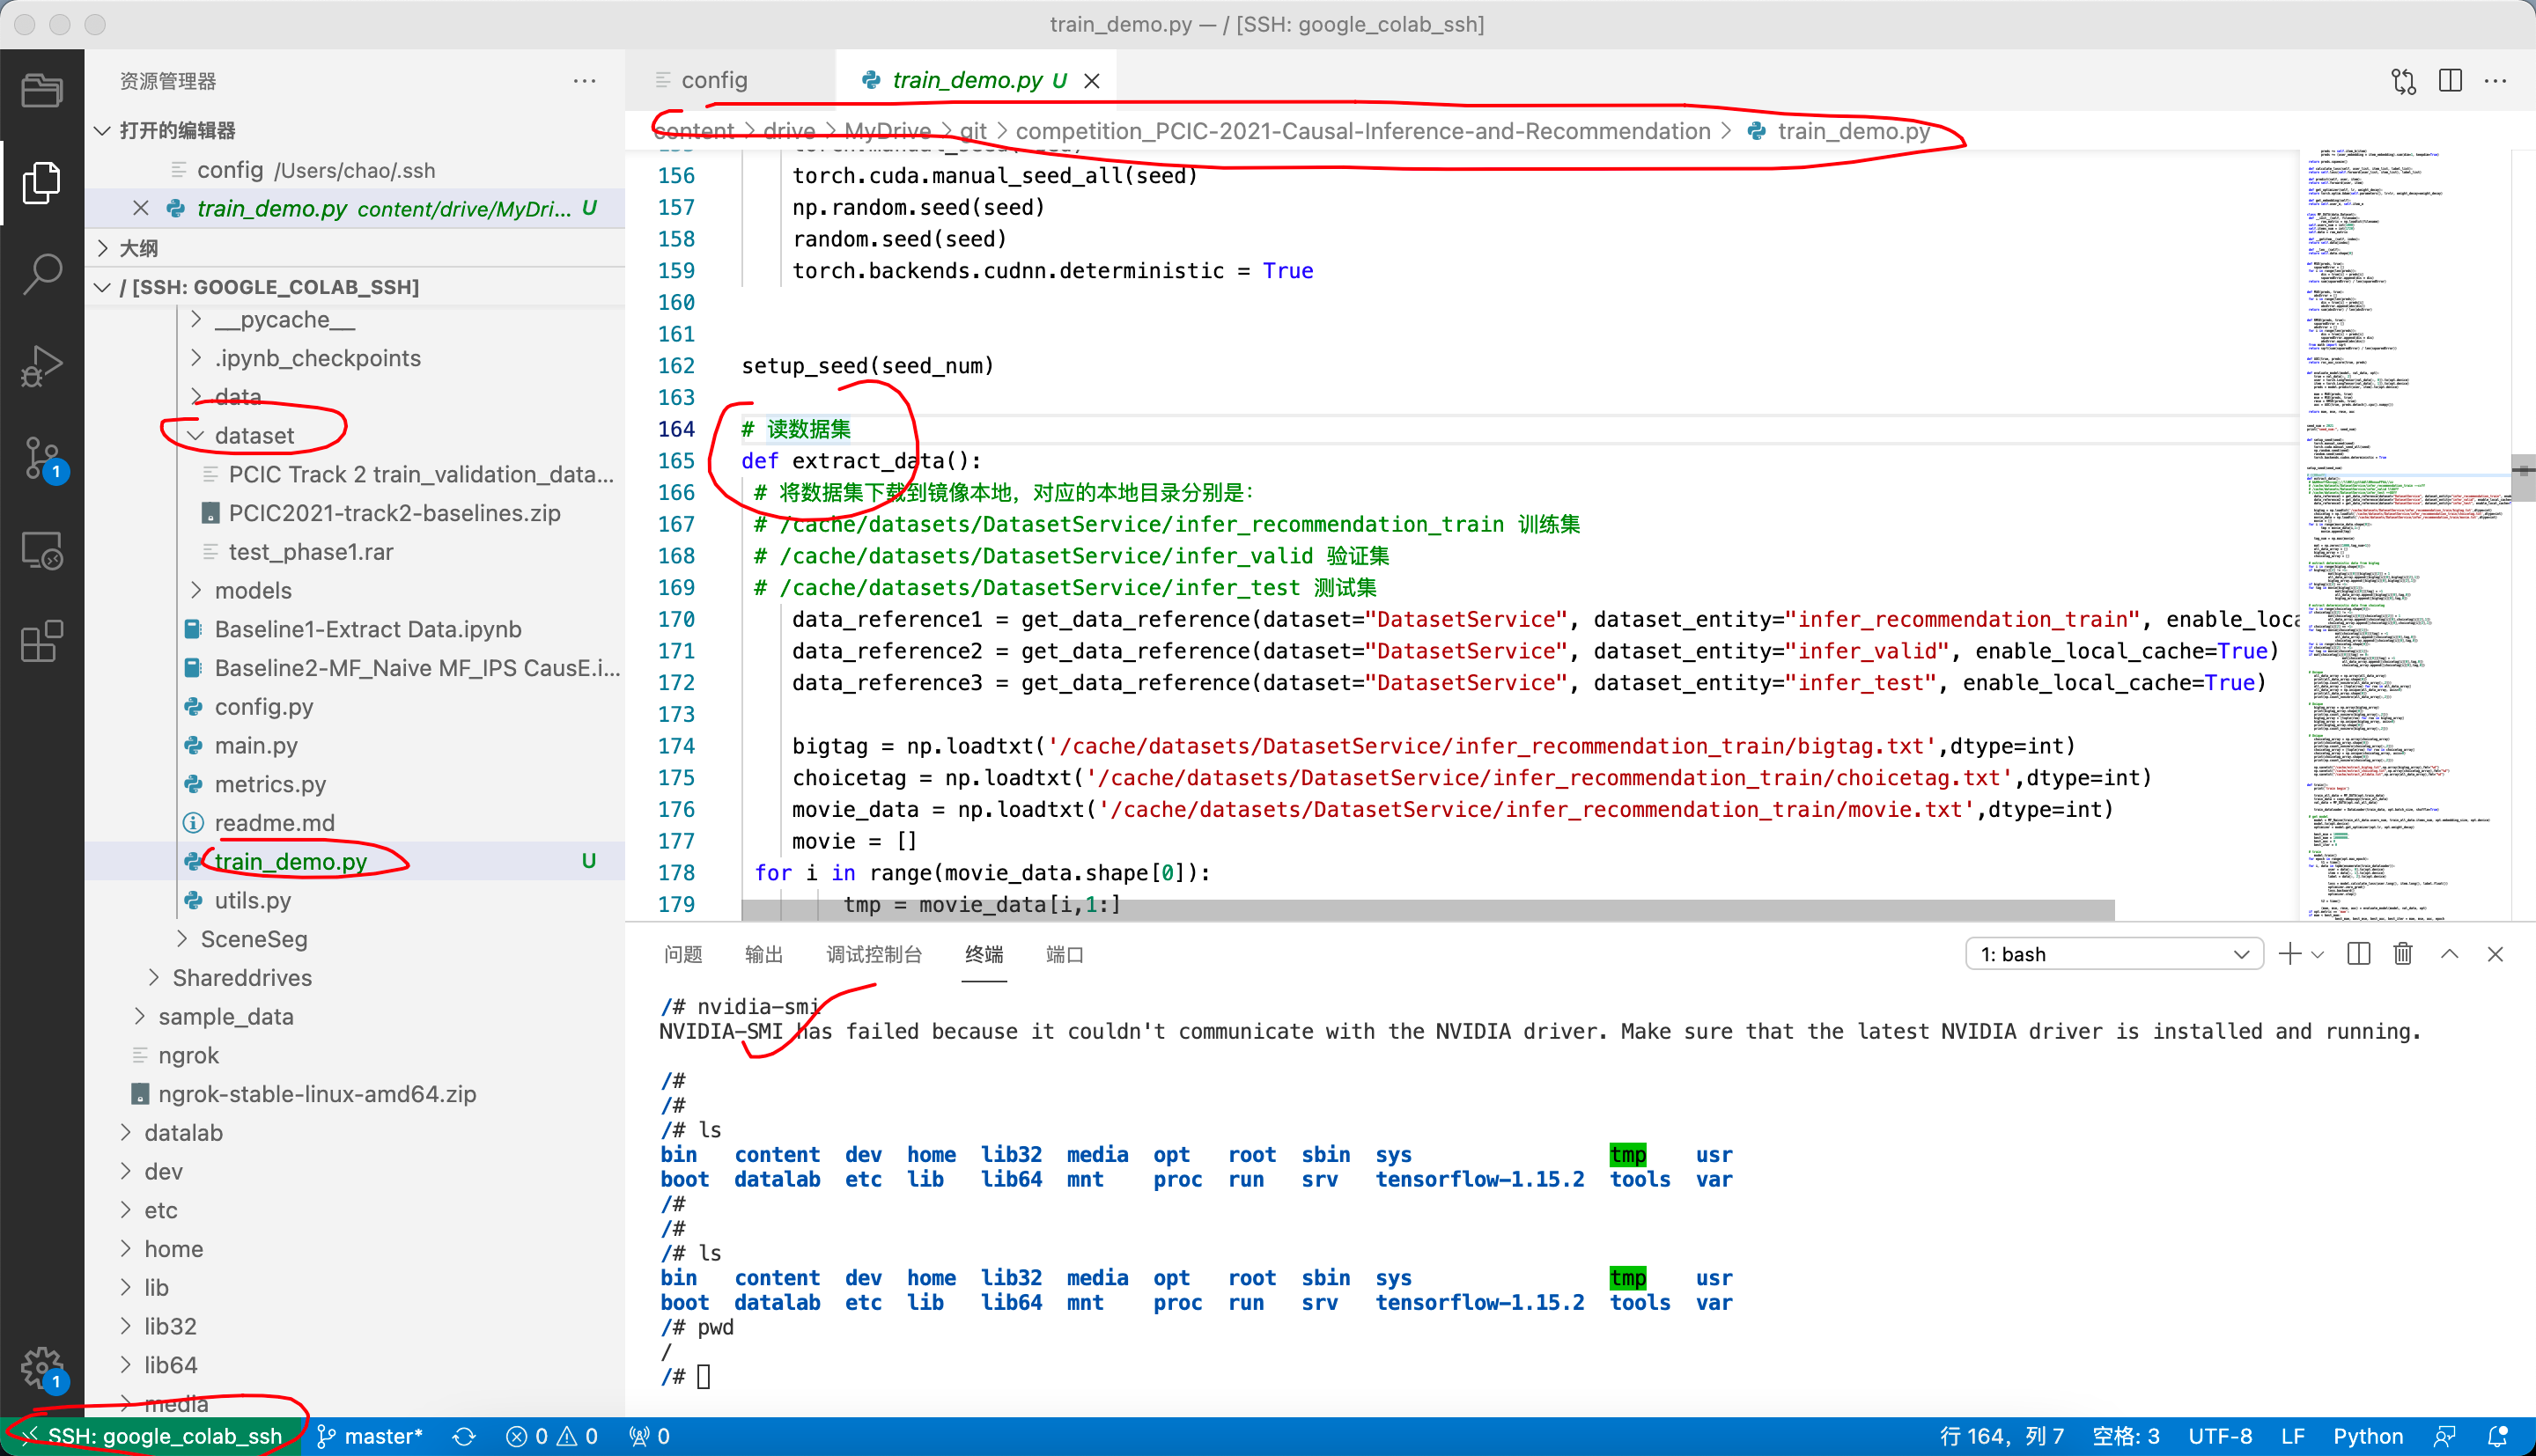 train_demo.py — / [SSH: google_colab_ssh]
资源管理器
打开的编辑器
config /Users/chao/.ssh
train_demo.py content/drive/MyDri... U
大纲
/ [SSH: GOOGLE_COLAB_SSH]
__pycache__
.ipynb_checkpoints
data
dataset
PCIC Track 2 train_validation_data...
PCIC2021-track2-baselines.zip
test_phase1.rar
models
Baseline1-Extract Data.ipynb
Baseline2-MF_Naive MF_IPS CausE.i...
config.py
main.py
metrics.py
readme.md
train_demo.py U
utils.py
SceneSeg
Shareddrives
sample_data
ngrok
ngrok-stable-linux-amd64.zip
datalab
dev
etc
home
lib
lib32
lib64
media
1
1
config
train_demo.py U
content > drive > MyDrive > git > competition_PCIC-2021-Causal-Inference-and-Recommendation > train_demo.py
156 torch.cuda.manual_seed_all(seed)
157 np.random.seed(seed)
158 random.seed(seed)
159 torch.backends.cudnn.deterministic = True
160
161
162 setup_seed(seed_num)
163
164 # 读数据集
165 def extract_data():
166 # 将数据集下载到镜像本地，对应的本地目录分别是：
167 # /cache/datasets/DatasetService/infer_recommendation_train 训练集
168 # /cache/datasets/DatasetService/infer_valid 验证集
169 # /cache/datasets/DatasetService/infer_test 测试集
170 data_reference1 = get_data_reference(dataset="DatasetService", dataset_entity="infer_recommendation_train", enable_loca
171 data_reference2 = get_data_reference(dataset="DatasetService", dataset_entity="infer_valid", enable_local_cache=True)
172 data_reference3 = get_data_reference(dataset="DatasetService", dataset_entity="infer_test", enable_local_cache=True)
173
174 bigtag = np.loadtxt('/cache/datasets/DatasetService/infer_recommendation_train/bigtag.txt',dtype=int)
175 choicetag = np.loadtxt('/cache/datasets/DatasetService/infer_recommendation_train/choicetag.txt',dtype=int)
176 movie_data = np.loadtxt('/cache/datasets/DatasetService/infer_recommendation_train/movie.txt',dtype=int)
177 movie = []
178 for i in range(movie_data.shape[0]):
179 tmp = movie_data[i,1:]
问题 输出 调试控制台 终端 端口
1: bash
/# nvidia-smi
NVIDIA-SMI has failed because it couldn't communicate with the NVIDIA driver. Make sure that the latest NVIDIA driver is installed and running.
/#
/#
/# ls
bin content dev home lib32 media opt root sbin sys tmp usr
boot datalab etc lib lib64 mnt proc run srv tensorflow-1.15.2 tools var
/#
/#
/# ls
bin content dev home lib32 media opt root sbin sys tmp usr
boot datalab etc lib lib64 mnt proc run srv tensorflow-1.15.2 tools var
/# pwd
/
/#
SSH: google_colab_ssh master* 0 0 0 行 164，列 7 空格: 3 UTF-8 LF Python